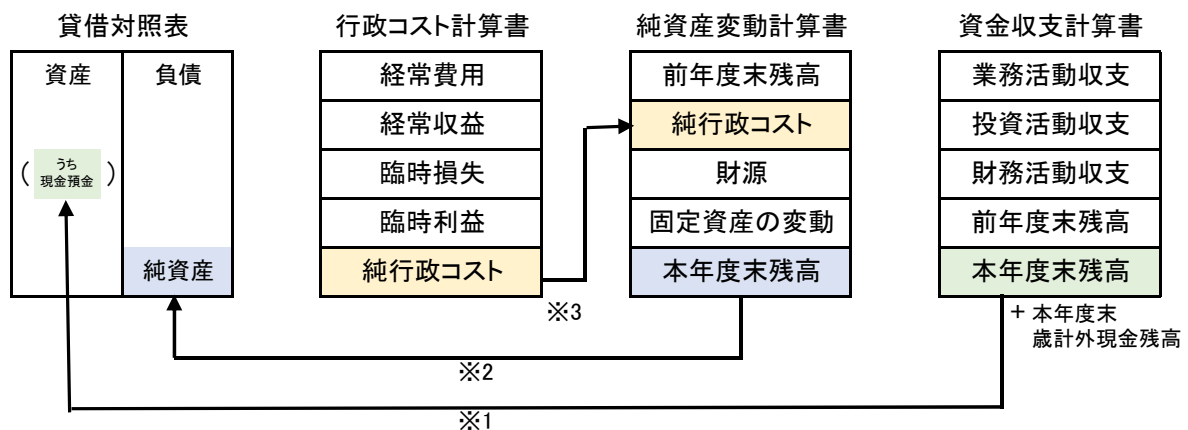 貸借対照表
資産
負債
(うち
現金預金)
純資産
行政コスト計算書
経常費用
経常収益
臨時損失
臨時利益
純行政コスト
純資産変動計算書
前年度末残高
純行政コスト
財源
固定資産の変動
本年度末残高
資金収支計算書
業務活動収支
投資活動収支
財務活動収支
前年度末残高
本年度末残高
+ 本年度末
歳計外現金残高
※3
※2
※1